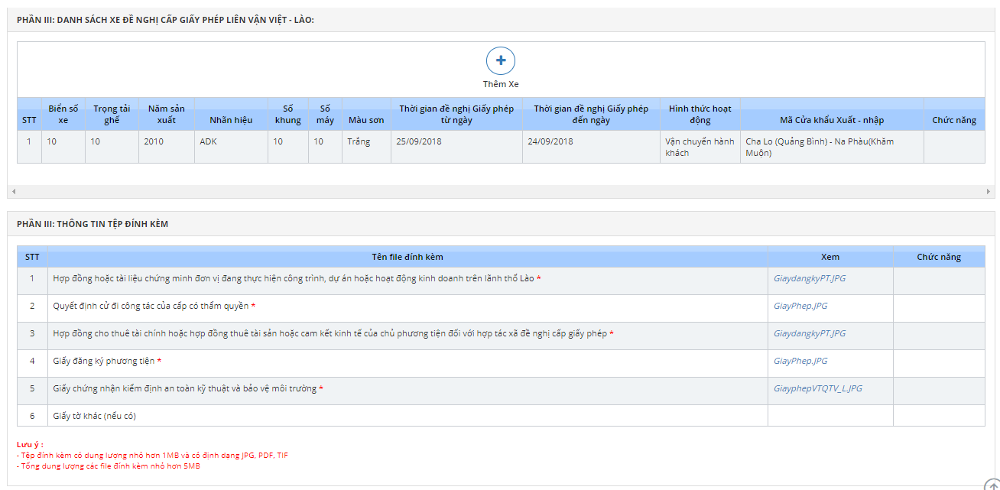 PHẦN III: DANH SÁCH XE ĐỀ NGHỊ CẤP GIẤY PHÉP LIÊN VẬN VIỆT - LÀO:
Thêm Xe
STT Biển số xe Trọng tải ghế Năm sản xuất Nhãn hiệu Số khung Số máy Màu sơn Thời gian đề nghị Giấy phép từ ngày Thời gian đề nghị Giấy phép đến ngày Hình thức hoạt động Mã Cửa khẩu Xuất - nhập Chức năng
1 10 10 2010 ADK 10 10 Trắng 25/09/2018 24/09/2018 Vận chuyển hành khách Cha Lo (Quảng Bình) - Na Phàu(Khăm Muộn)
PHẦN III: THÔNG TIN TỆP ĐÍNH KÈM
STT Tên file đính kèm Xem Chức năng
1 Hợp đồng hoặc tài liệu chứng minh đơn vị đang thực hiện công trình, dự án hoặc hoạt động kinh doanh trên lãnh thổ Lào * GiaydangkyPT.JPG
2 Quyết định cử đi công tác của cấp có thẩm quyền * GiayPhep.JPG
3 Hợp đồng cho thuê tài chính hoặc hợp đồng thuê tài sản hoặc cam kết kinh tế của chủ phương tiện đối với hợp tác xã đề nghị cấp giấy phép * GiaydangkyPT.JPG
4 Giấy đăng ký phương tiện * GiayPhep.JPG
5 Giấy chứng nhận kiểm định an toàn kỹ thuật và bảo vệ môi trường * GiayphepVTQTV_L.JPG
6 Giấy tờ khác (nếu có)
Lưu ý :
- Tệp đính kèm có dung lượng nhỏ hơn 1MB và có định dạng JPG, PDF, TIF
- Tổng dung lượng các file đính kèm nhỏ hơn 5MB